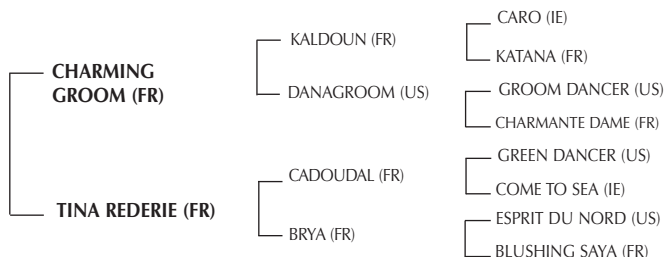 CHARMING
GROOM (FR)
TINA REDERIE (FR)
KALDOUN (FR)
DANAGROOM (US)
CADOUDAL (FR)
BRYA (FR)
CARO (IE)
KATANA (FR)
GROOM DANCER (US)
CHARMANTE DAME (FR)
GREEN DANCER (US)
COME TO SEA (IE)
ESPRIT DU NORD (US)
BLUSHING SAYA (FR)